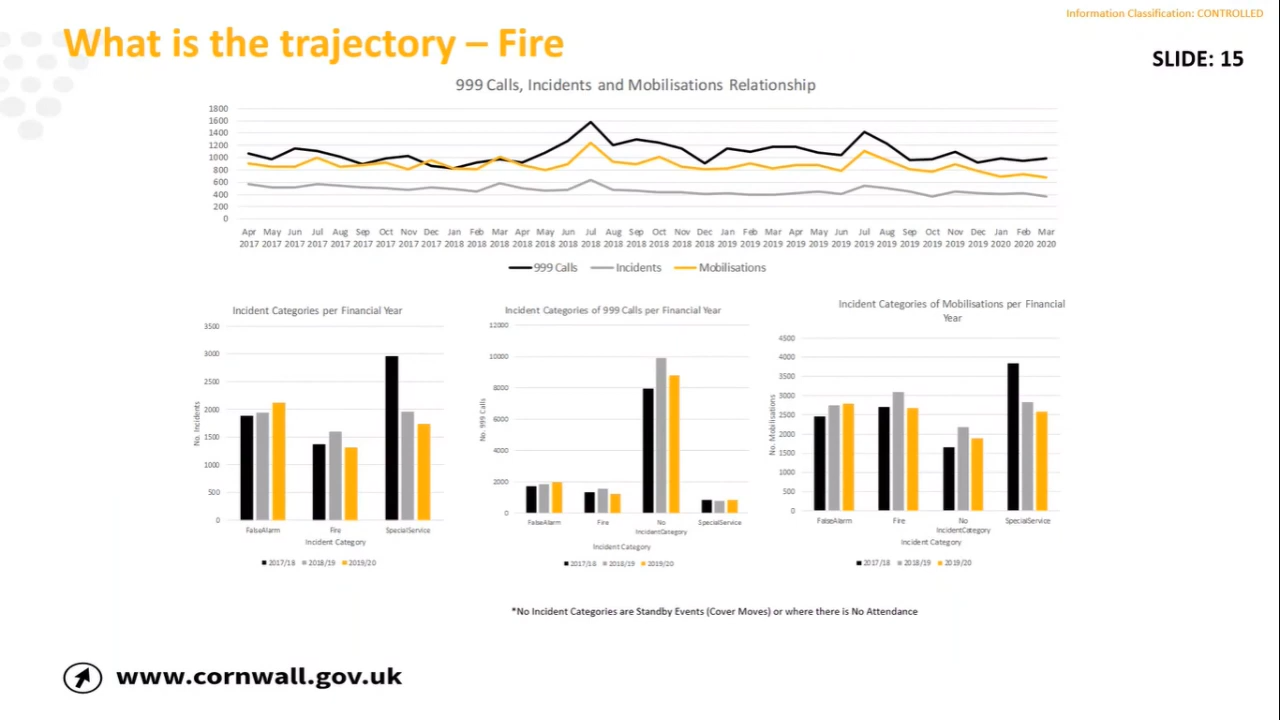 Information Classification: CONTROLLED
What is the trajectory – Fire
SLIDE: 15
999 Calls, Incidents and Mobilisations Relationship
1800
1600
1400
1200
1000
800
600
400
200
0
Apr May Jun Jul Aug Sep Oct Nov Dec Jan Feb Mar Apr May Jun Jul Aug Sep Oct Nov Dec Jan Feb Mar Apr May Jun Jul Aug Sep Oct Nov Dec Jan Feb Mar
2017 2017 2017 2017 2017 2017 2017 2017 2017 2018 2018 2018 2018 2018 2018 2018 2018 2018 2018 2018 2018 2019 2019 2019 2019 2019 2019 2019 2019 2019 2019 2019 2019 2020 2020 2020
999 Calls Incidents Mobilisations
Incident Categories per Financial Year
3500
3000
2500
2000
1500
1000
500
0
No. Incidents
FalseAlarm Fire SpecialService
Incident Category
2017/18 2018/19 2019/20
Incident Categories of 999 Calls per Financial Year
12000
10000
8000
6000
4000
2000
0
No. 999 Calls
FalseAlarm Fire No SpecialService
IncidentCategory
Incident Category
2017/18 2018/19 2019/20
Incident Categories of Mobilisations per Financial
Year
4500
4000
3500
3000
2500
2000
1500
1000
500
0
No. Mobilisations
FalseAlarm Fire No SpecialService
IncidentCategory
Incident Category
2017/18 2018/19 2019/20
*No Incident Categories are Standby Events (Cover Moves) or where there is No Attendance
www.cornwall.gov.uk